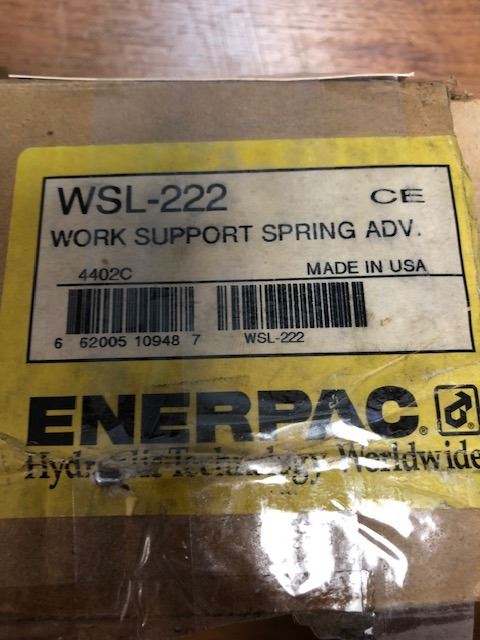 WSL-222
CE
WORK SUPPORT SPRING ADV.
4402C
MADE IN USA
6 62005 10948 7
WSL-222
ENERPAC®
Hydraulic Technology Worldwide